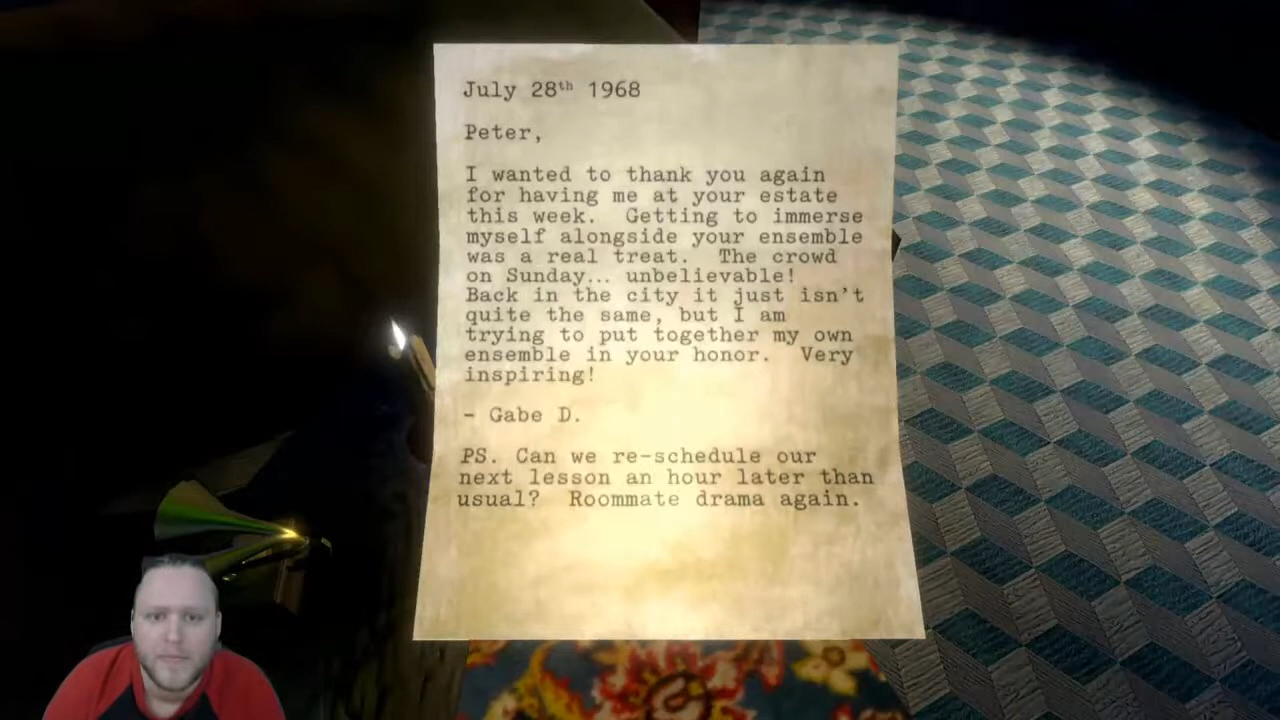 July 28th 1968
Peter,
I wanted to thank you again
for having me at your estate
this week.  Getting to immerse
myself alongside your ensemble
was a real treat.  The crowd
on Sunday... unbelievable!
Back in the city it just isn't
quite the same, but I am
trying to put together my own
ensemble in your honor.  Very
inspiring!
- Gabe D.
PS. Can we re-schedule our
next lesson an hour later than
usual?  Roommate drama again.